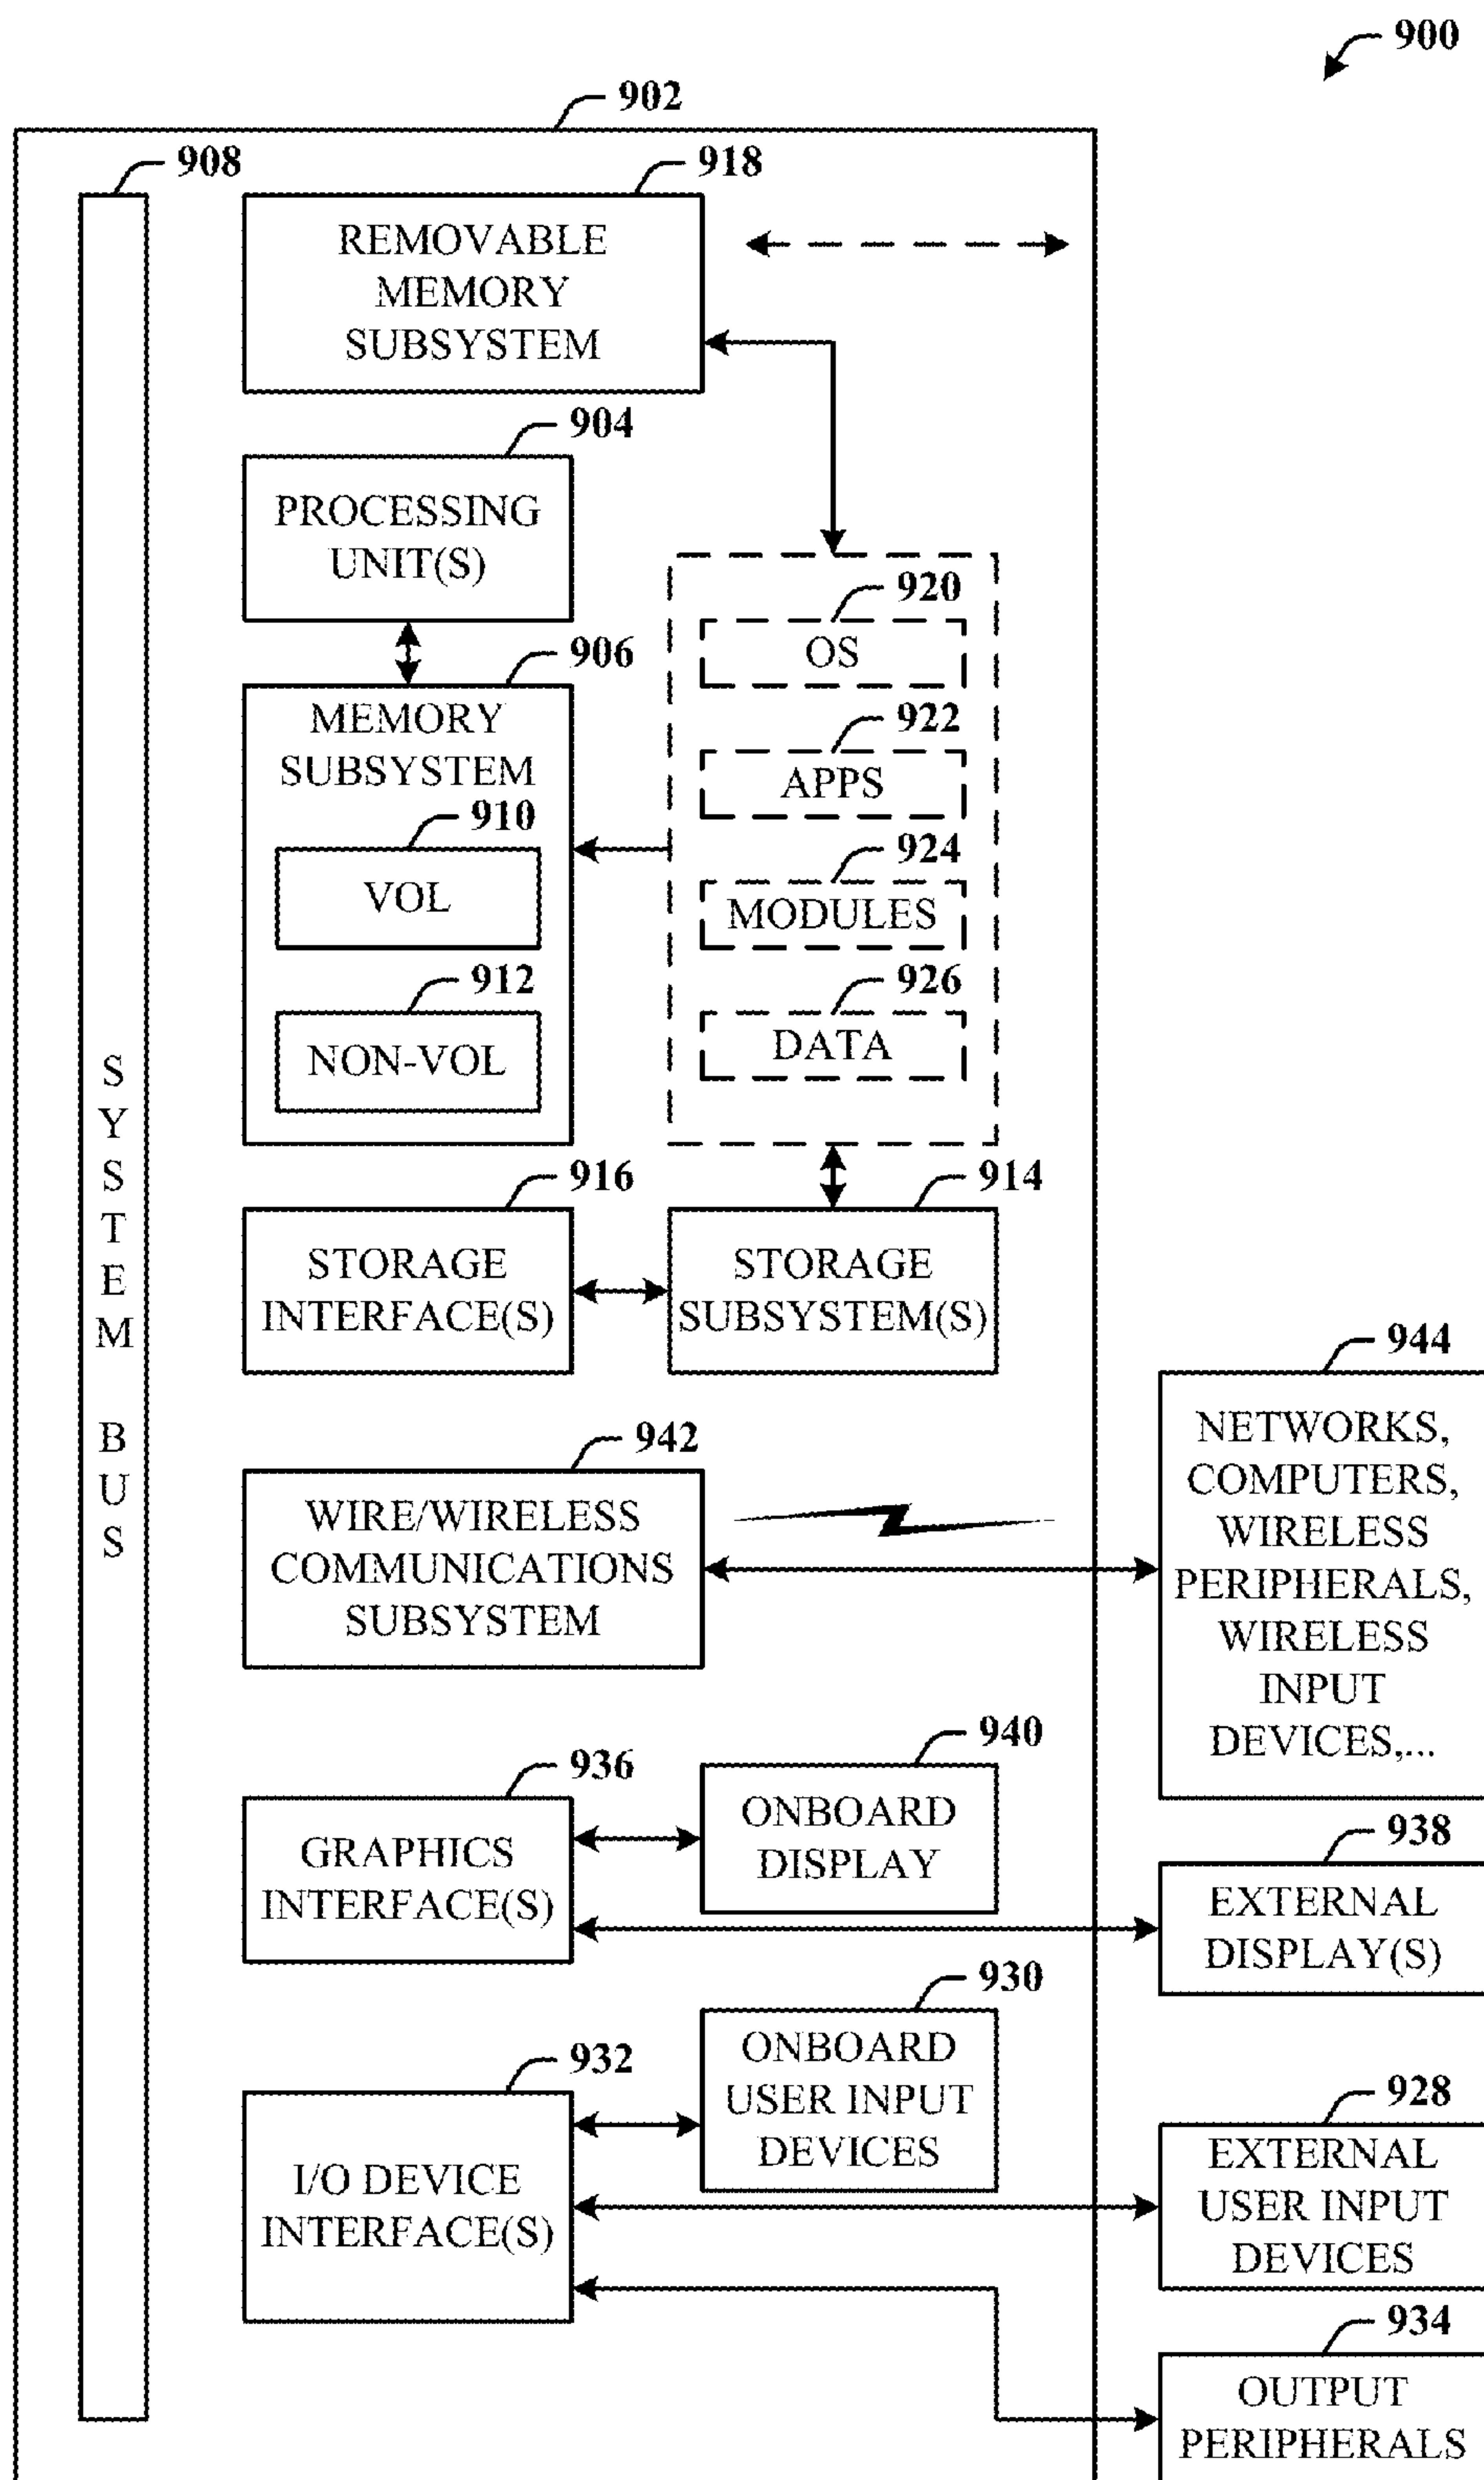 900
902
908
918
REMOVABLE
MEMORY
SUBSYSTEM
904
PROCESSING
UNIT(S)
920
OS
906
MEMORY
SUBSYSTEM
922
APPS
910
VOL
924
MODULES
912
NON-VOL
926
DATA
SYSTEM BUS
916
STORAGE
INTERFACE(S)
914
STORAGE
SUBSYSTEM(S)
944
NETWORKS,
COMPUTERS,
WIRELESS
PERIPHERALS,
WIRELESS
INPUT
DEVICES,...
942
WIRE/WIRELESS
COMMUNICATIONS
SUBSYSTEM
940
ONBOARD
DISPLAY
936
GRAPHICS
INTERFACE(S)
938
EXTERNAL
DISPLAY(S)
930
ONBOARD
USER INPUT
DEVICES
932
I/O DEVICE
INTERFACE(S)
928
EXTERNAL
USER INPUT
DEVICES
934
OUTPUT
PERIPHERALS